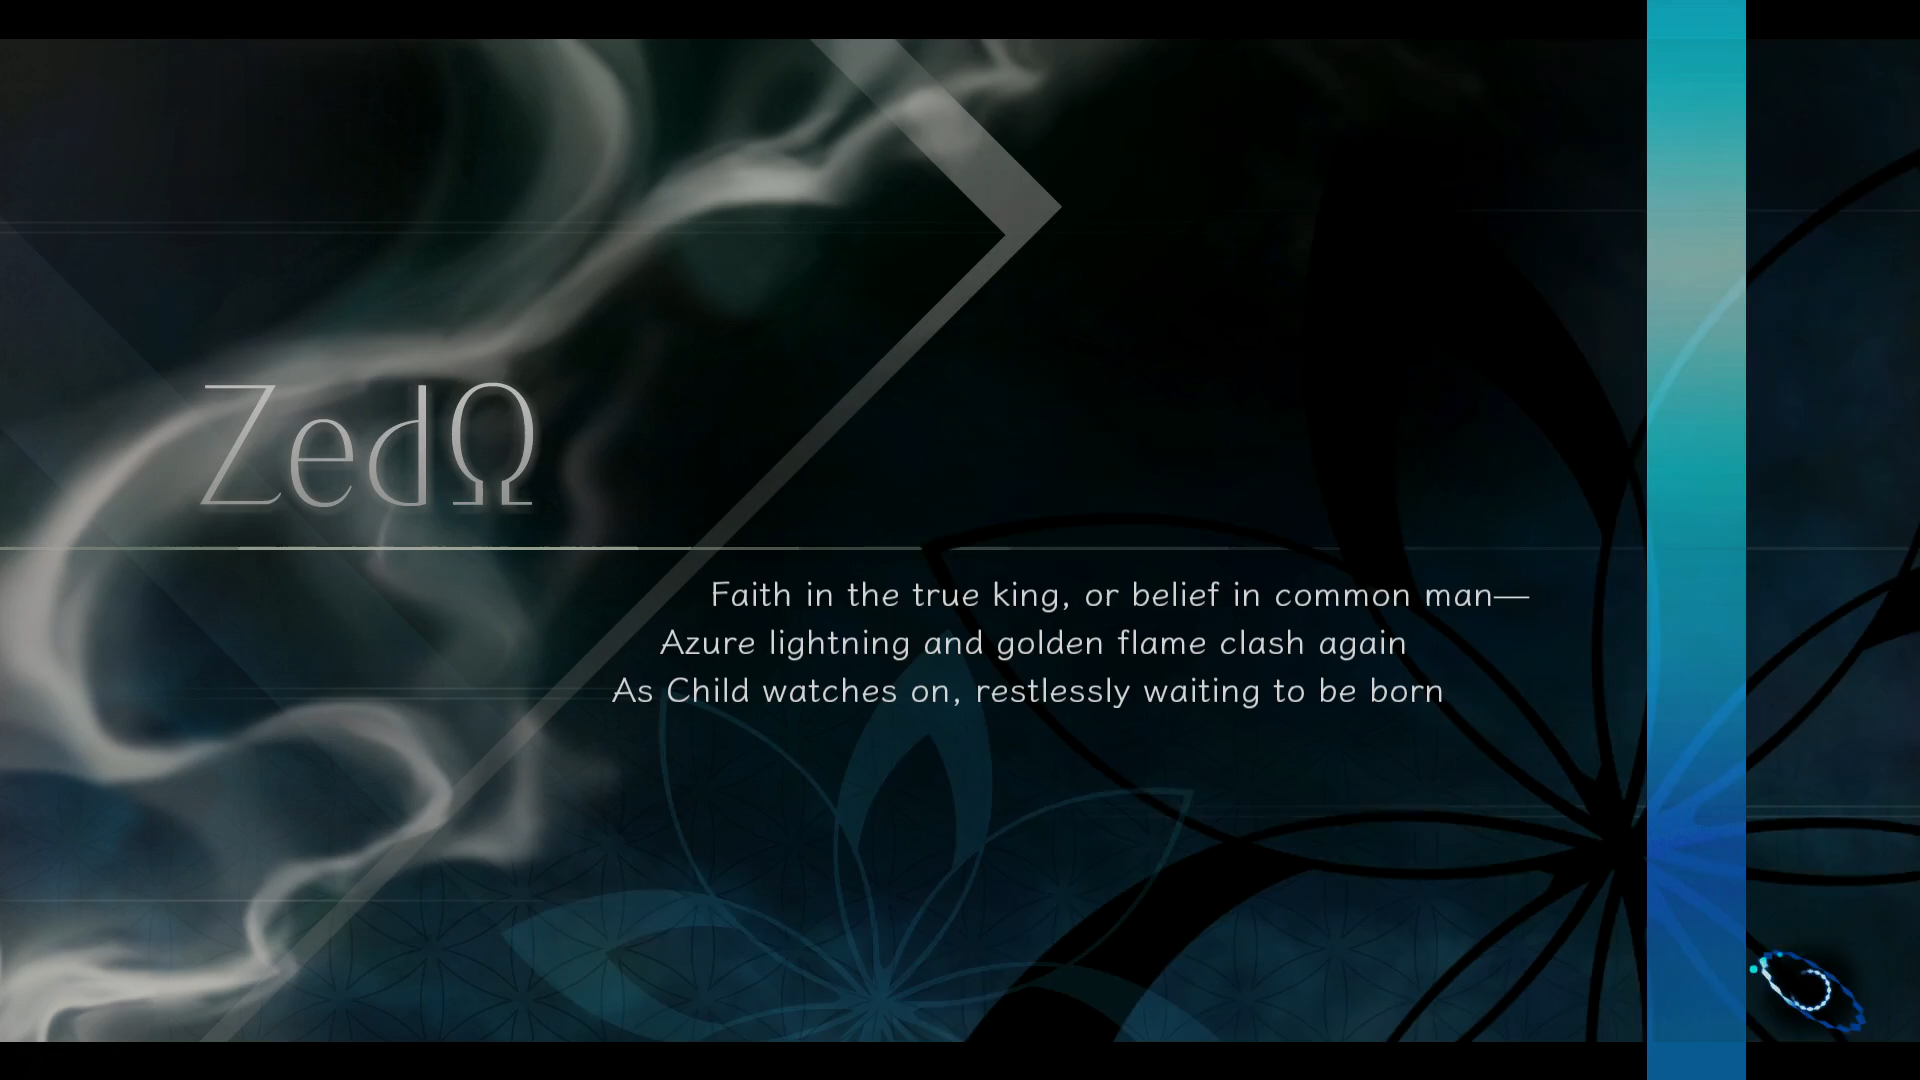 ZedΩ
Faith in the true king, or belief in common man—
Azure lightning and golden flame clash again
As Child watches on, restlessly waiting to be born